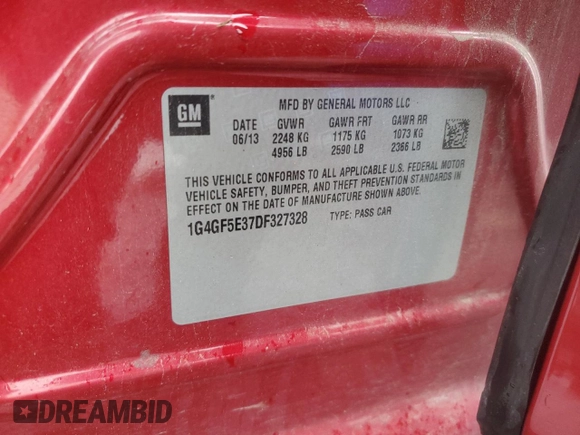 GM
MFD BY GENERAL MOTORS LLC
DATE GVWR GAWR FRT GAWR RR
06/13 2248 KG 1175 KG 1073 KG
4956 LB 2590 LB 2366 LB
THIS VEHICLE CONFORMS TO ALL APPLICABLE U.S. FEDERAL MOTOR
VEHICLE SAFETY, BUMPER, AND THEFT PREVENTION STANDARDS IN
EFFECT ON THE DATE OF MANUFACTURE SHOWN ABOVE.
1G4GF5E37DF327328 TYPE: PASS CAR
DREAMBID